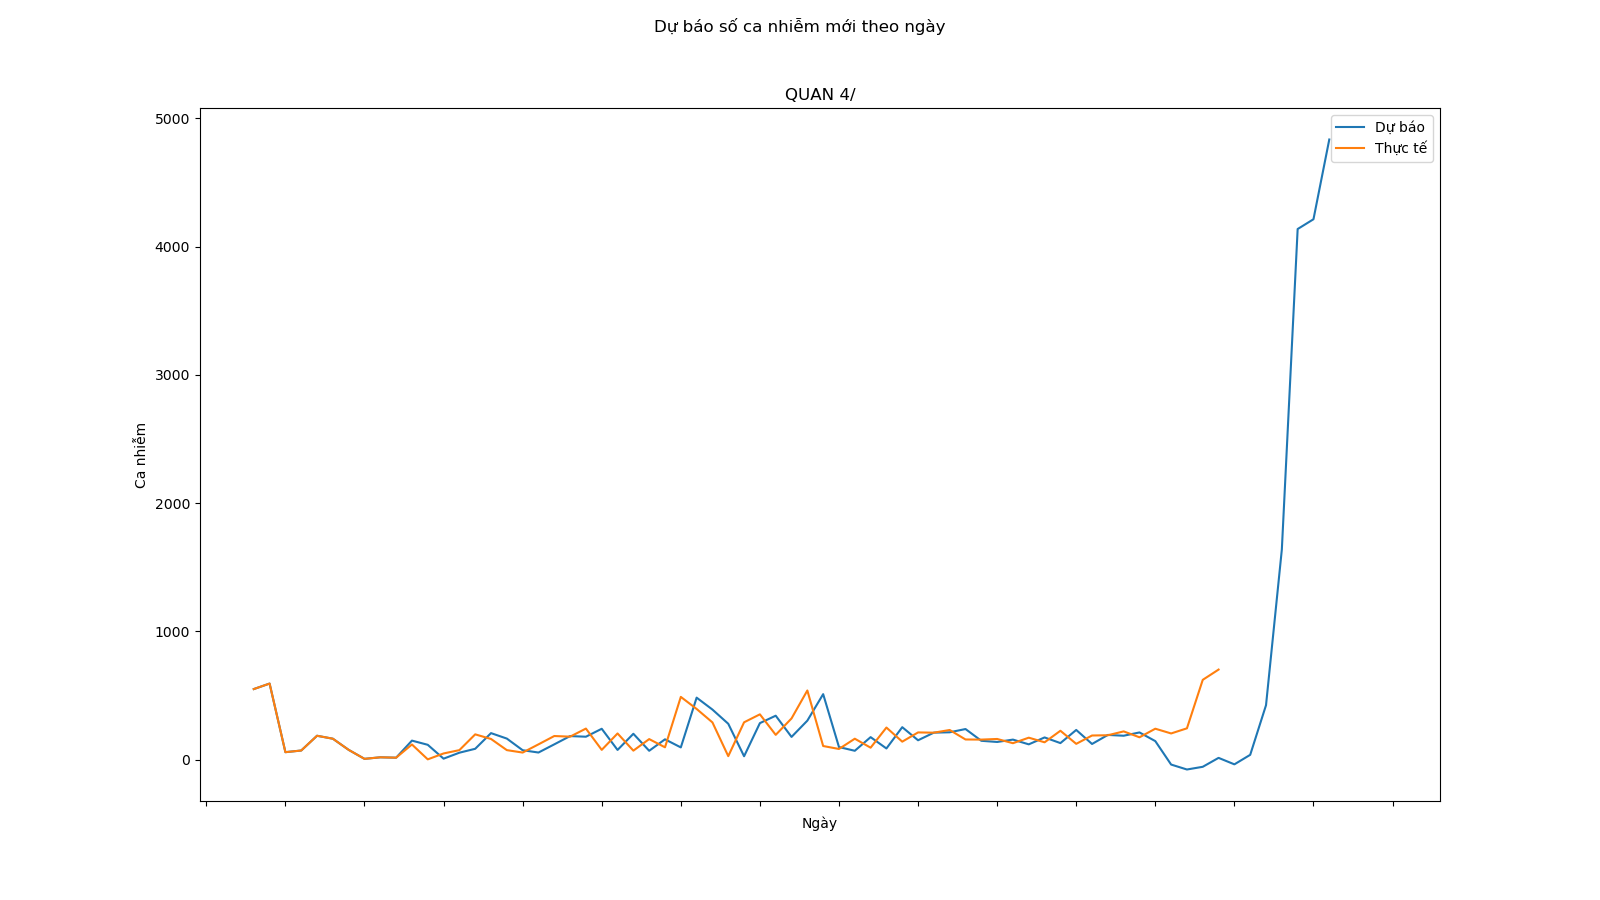 Dự báo số ca nhiễm mới theo ngày
QUAN 4/
5000
4000
3000
2000
1000
0
Ca nhiễm
Dự báo
Thực tế
Ngày